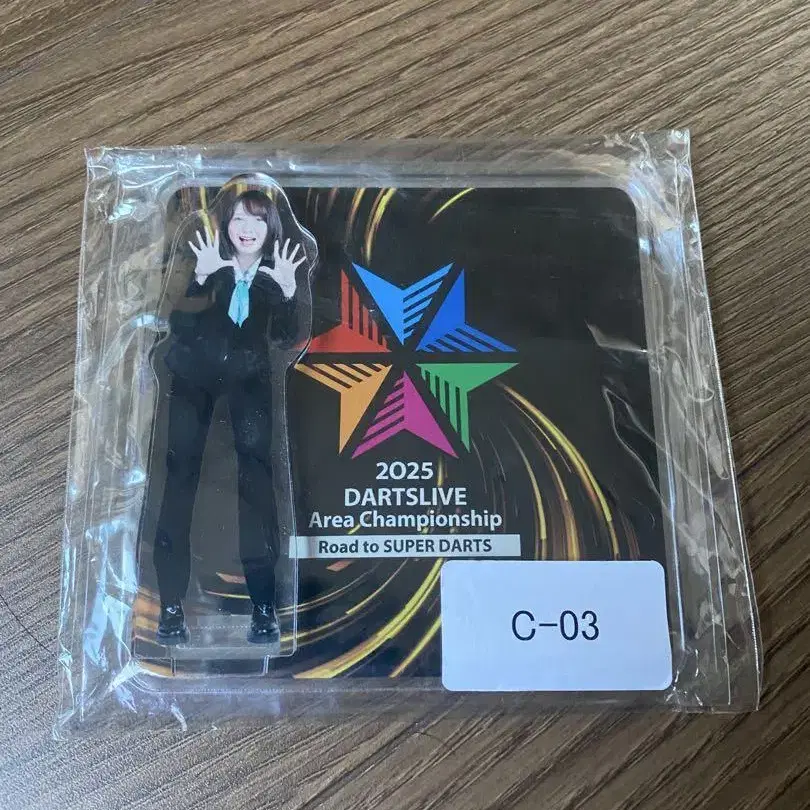 2025
DARTSLIVE
Area Championship
Road to SUPER DARTS
C-03